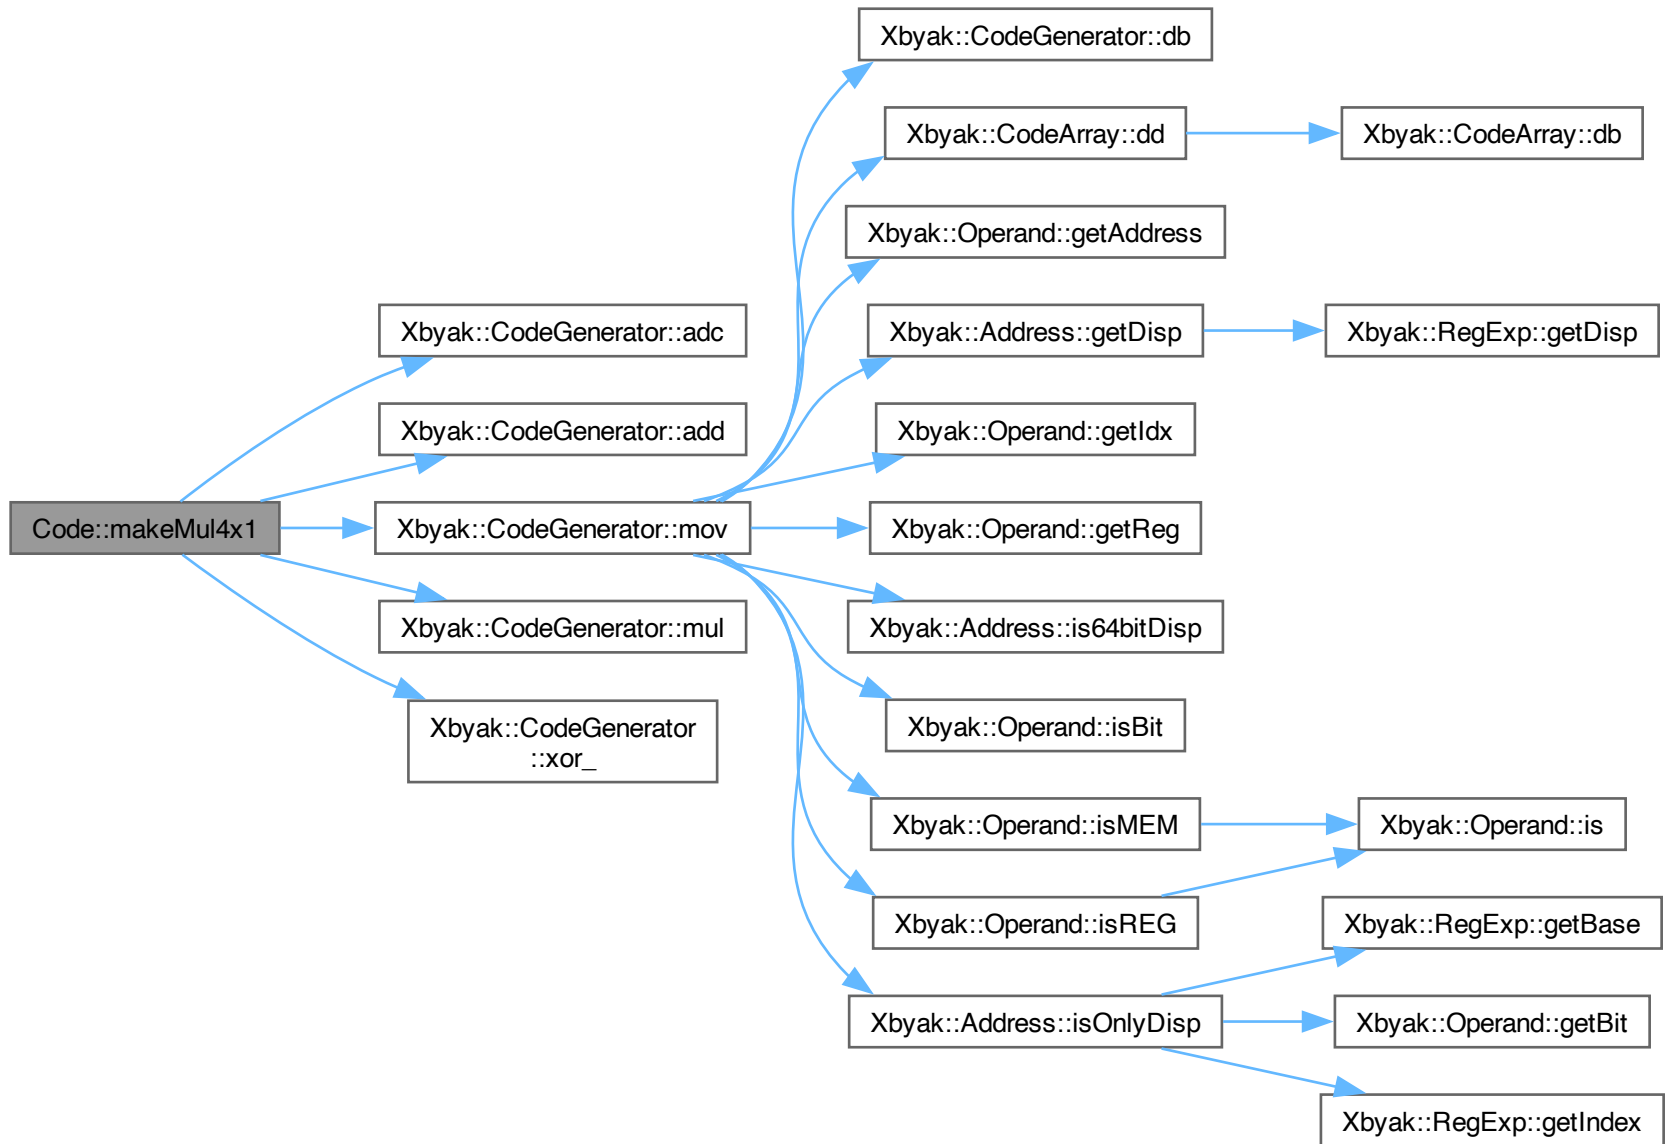 Code::makeMul4x1
Xbyak::CodeGenerator::adc
Xbyak::CodeGenerator::add
Xbyak::CodeGenerator::mov
Xbyak::CodeGenerator::mul
Xbyak::CodeGenerator
::xor_
Xbyak::CodeGenerator::db
Xbyak::CodeArray::dd
Xbyak::Operand::getAddress
Xbyak::Address::getDisp
Xbyak::Operand::getIdx
Xbyak::Operand::getReg
Xbyak::Address::is64bitDisp
Xbyak::Operand::isBit
Xbyak::Operand::isMEM
Xbyak::Operand::isREG
Xbyak::Address::isOnlyDisp
Xbyak::CodeArray::db
Xbyak::RegExp::getDisp
Xbyak::Operand::is
Xbyak::RegExp::getBase
Xbyak::Operand::getBit
Xbyak::RegExp::getIndex